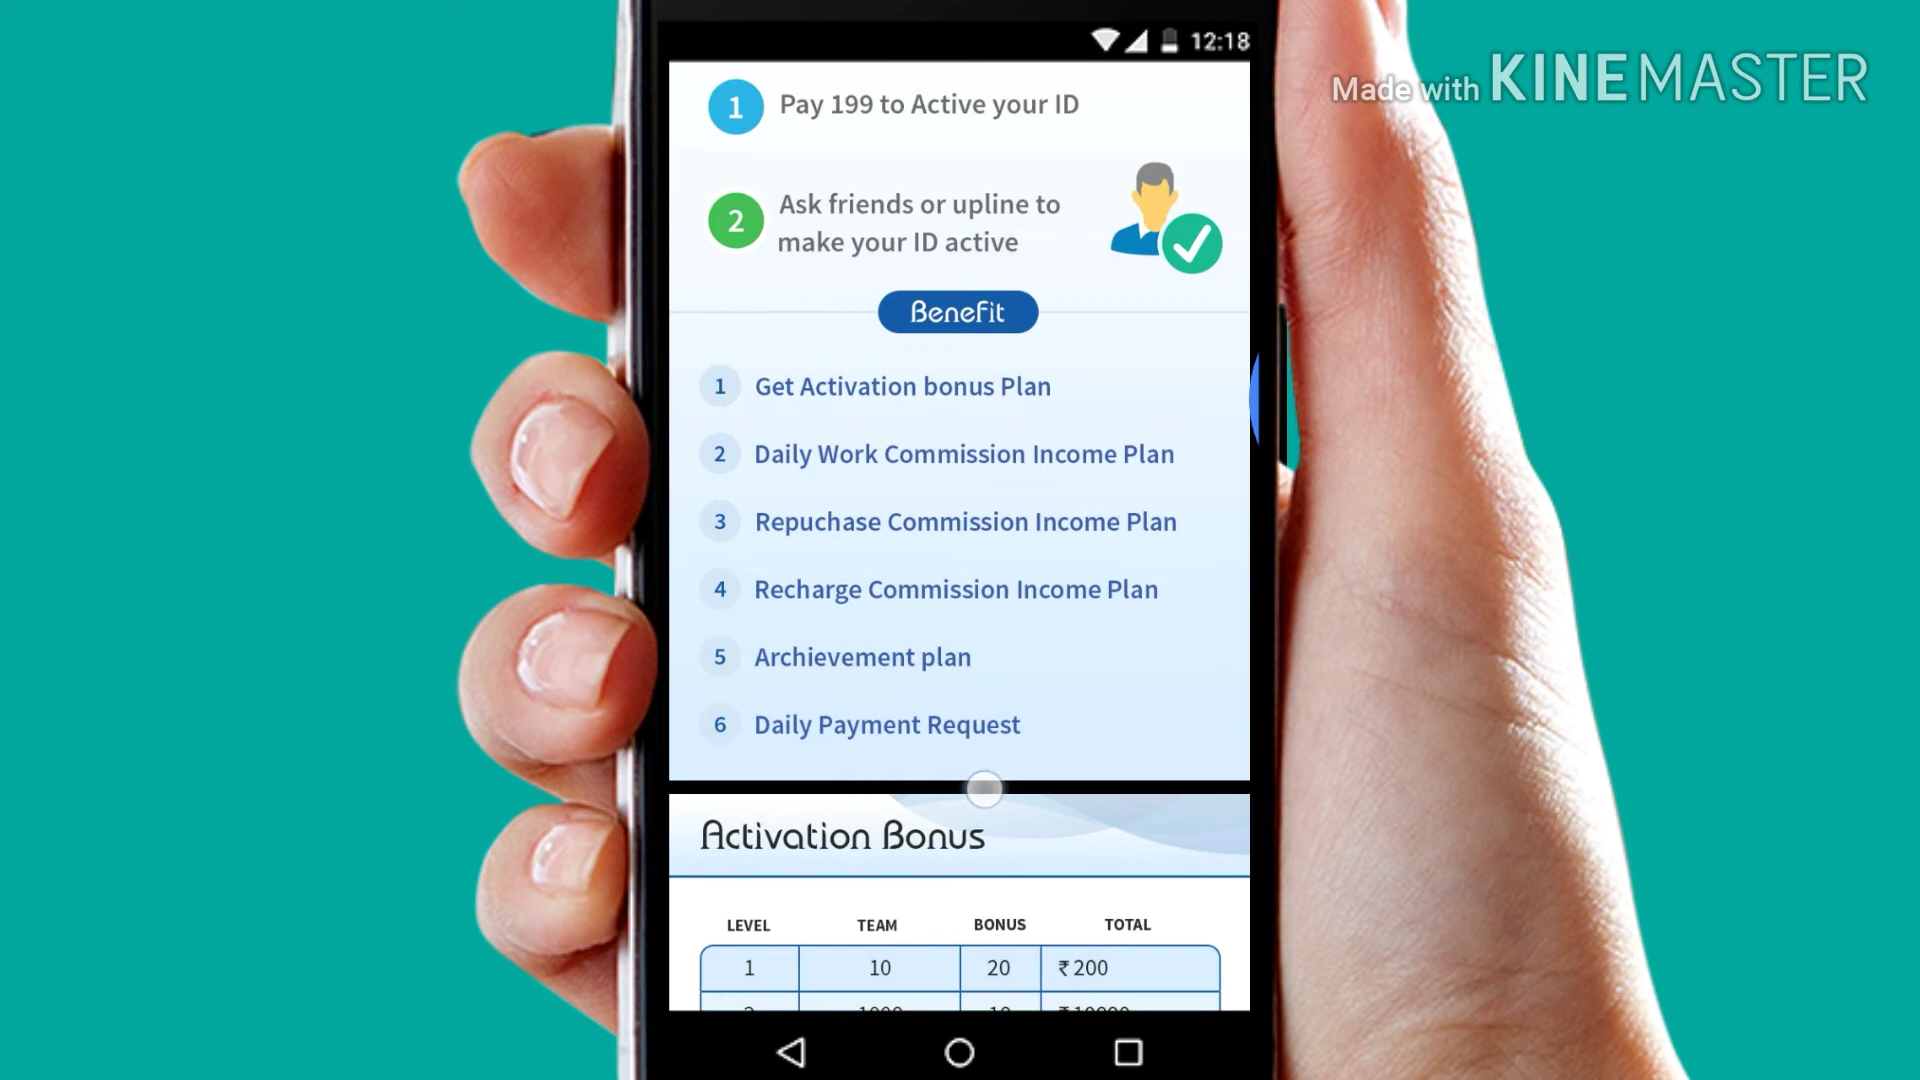 12:18
Made with KINEMASTER
1 Pay 199 to Active your ID
2 Ask friends or upline to
make your ID active
Benefit
1 Get Activation bonus Plan
2 Daily Work Commission Income Plan
3 Repuchase Commission Income Plan
4 Recharge Commission Income Plan
5 Archievement plan
6 Daily Payment Request
Activation Bonus
LEVEL TEAM BONUS TOTAL
1 10 20 ₹ 200